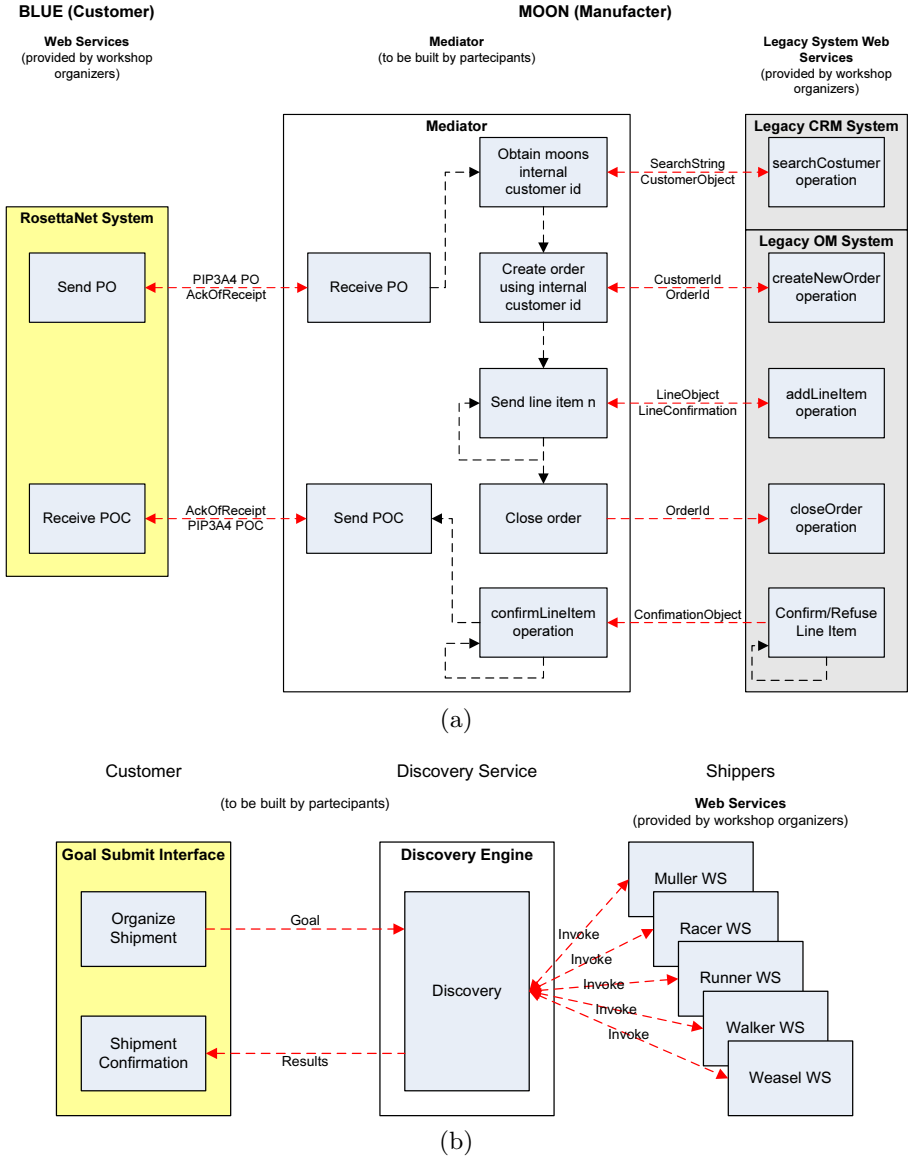 BLUE (Customer)
MOON (Manufacter)
Web Services
(provided by workshop
organizers)
Mediator
(to be built by partecipants)
Legacy System Web
Services
(provided by workshop
organizers)
Mediator
Legacy CRM System
Obtain moons
internal
customer id
SearchString
CustomerObject
searchCostumer
operation
RosettaNet System
Legacy OM System
Send PO
PIP3A4 PO
AckOfReceipt
Receive PO
Create order
using internal
customer id
CustomerId
OrderId
createNewOrder
operation
Send line item n
LineObject
LineConfirmation
addLineItem
operation
Receive POC
AckOfReceipt
PIP3A4 POC
Send POC
Close order
OrderId
closeOrder
operation
confirmLineItem
operation
ConfimationObject
Confirm/Refuse
Line Item
(a)
Customer
Discovery Service
Shippers
(to be built by partecipants)
Web Services
(provided by workshop organizers)
Goal Submit Interface
Discovery Engine
Organize
Shipment
Goal
Discovery
Shipment
Confirmation
Results
Invoke
Invoke
Invoke
Invoke
Invoke
Muller WS
Racer WS
Runner WS
Walker WS
Weasel WS
(b)